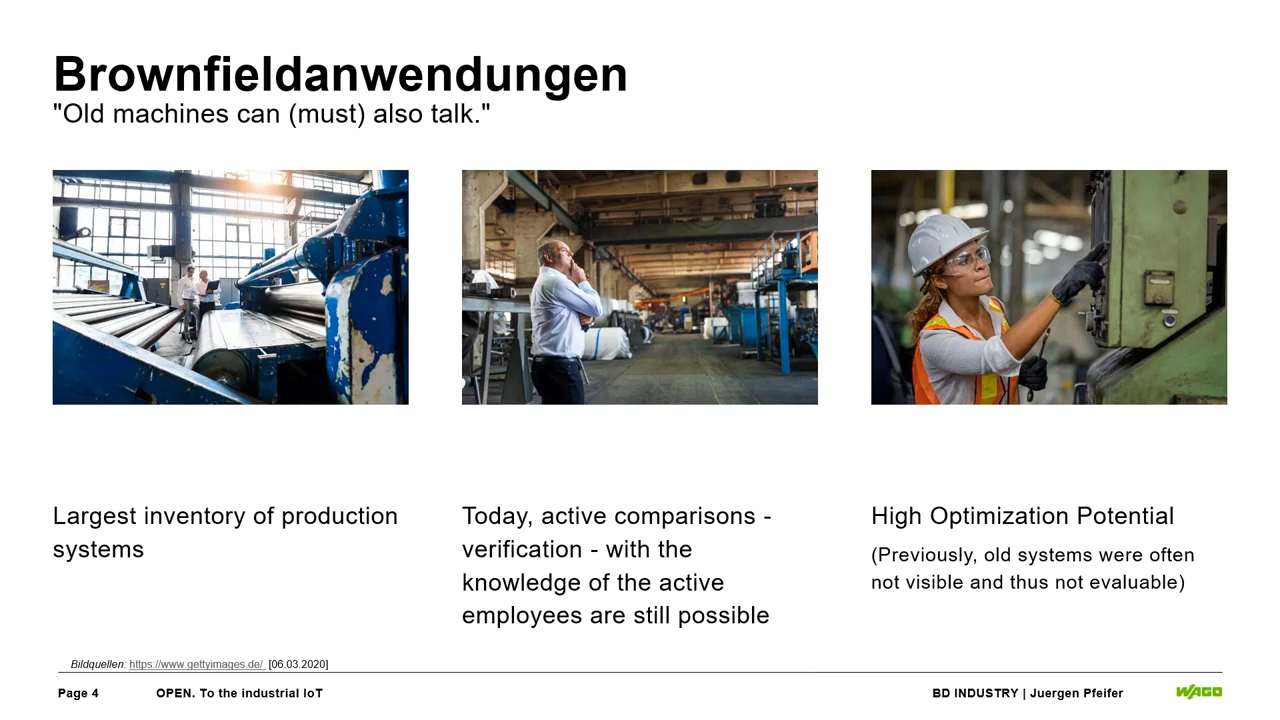 Brownfieldanwendungen
"Old machines can (must) also talk."
Largest inventory of production
systems
Today, active comparisons -
verification - with the
knowledge of the active
employees are still possible
High Optimization Potential
(Previously, old systems were often
not visible and thus not evaluable)
Bildquellen: https://www.gettyimages.de/ [06.03.2020]
Page 4 OPEN. To the industrial IoT BD INDUSTRY | Juergen Pfeifer WAGO